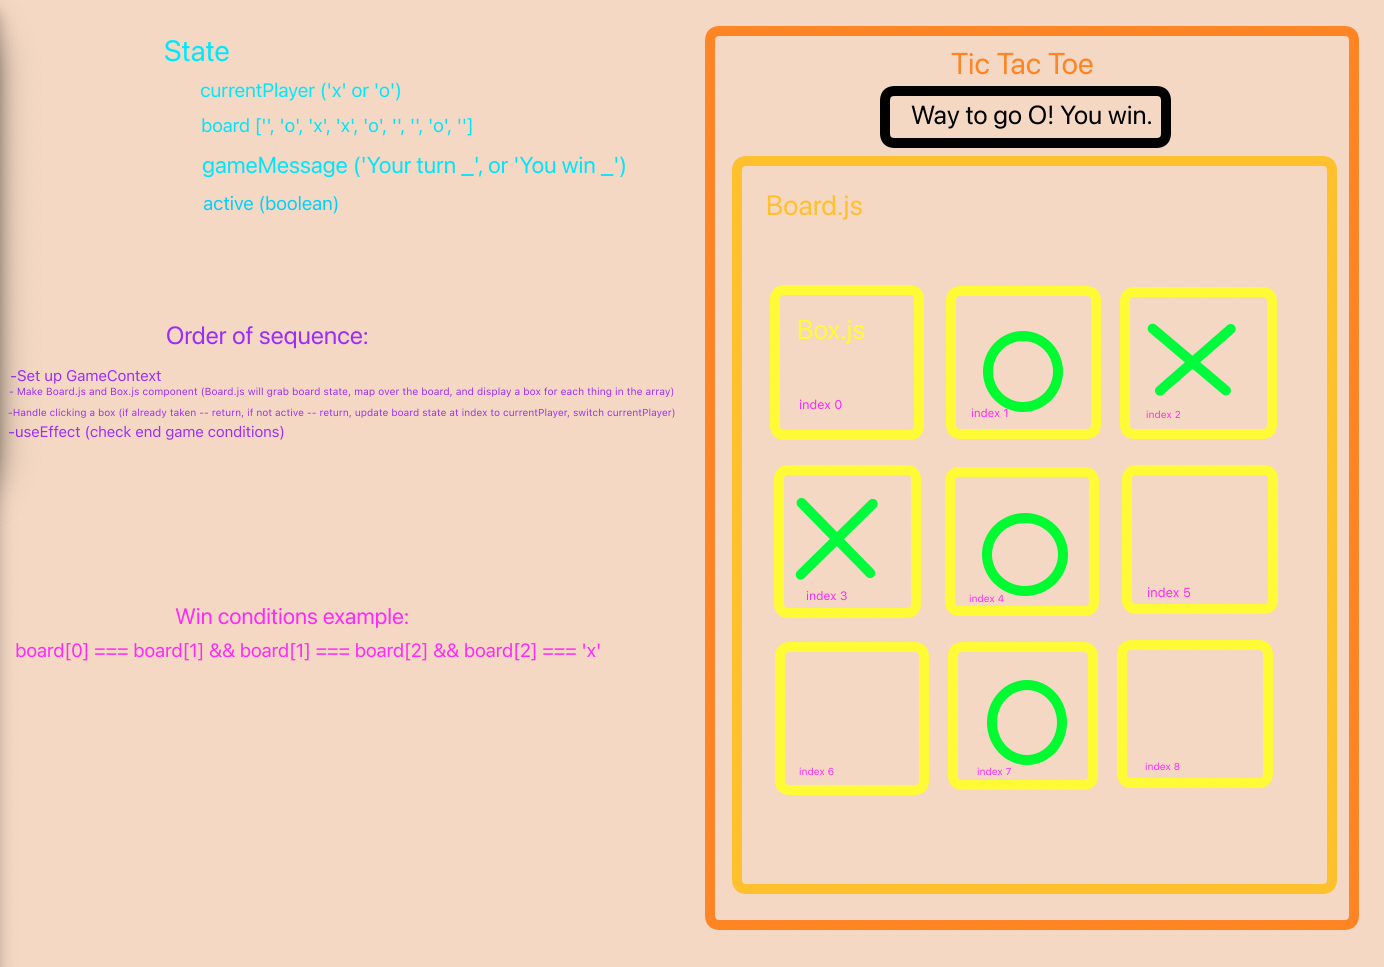 State
currentPlayer ('x' or 'o')
board ['', 'o', 'x', 'x', 'o', '', '', 'o', '']
gameMessage ('Your turn _', or 'You win _')
active (boolean)
Order of sequence:
-Set up GameContext
- Make Board.js and Box.js component (Board.js will grab board state, map over the board, and display a box for each thing in the array)
-Handle clicking a box (if already taken -- return, if not active -- return, update board state at index to currentPlayer, switch currentPlayer)
-useEffect (check end game conditions)
Win conditions example:
board[0] === board[1] && board[1] === board[2] && board[2] === 'x'
Tic Tac Toe
Way to go O! You win.
Board.js
Box.js
index 0
index 1
index 2
index 3
index 4
index 5
index 6
index 7
index 8